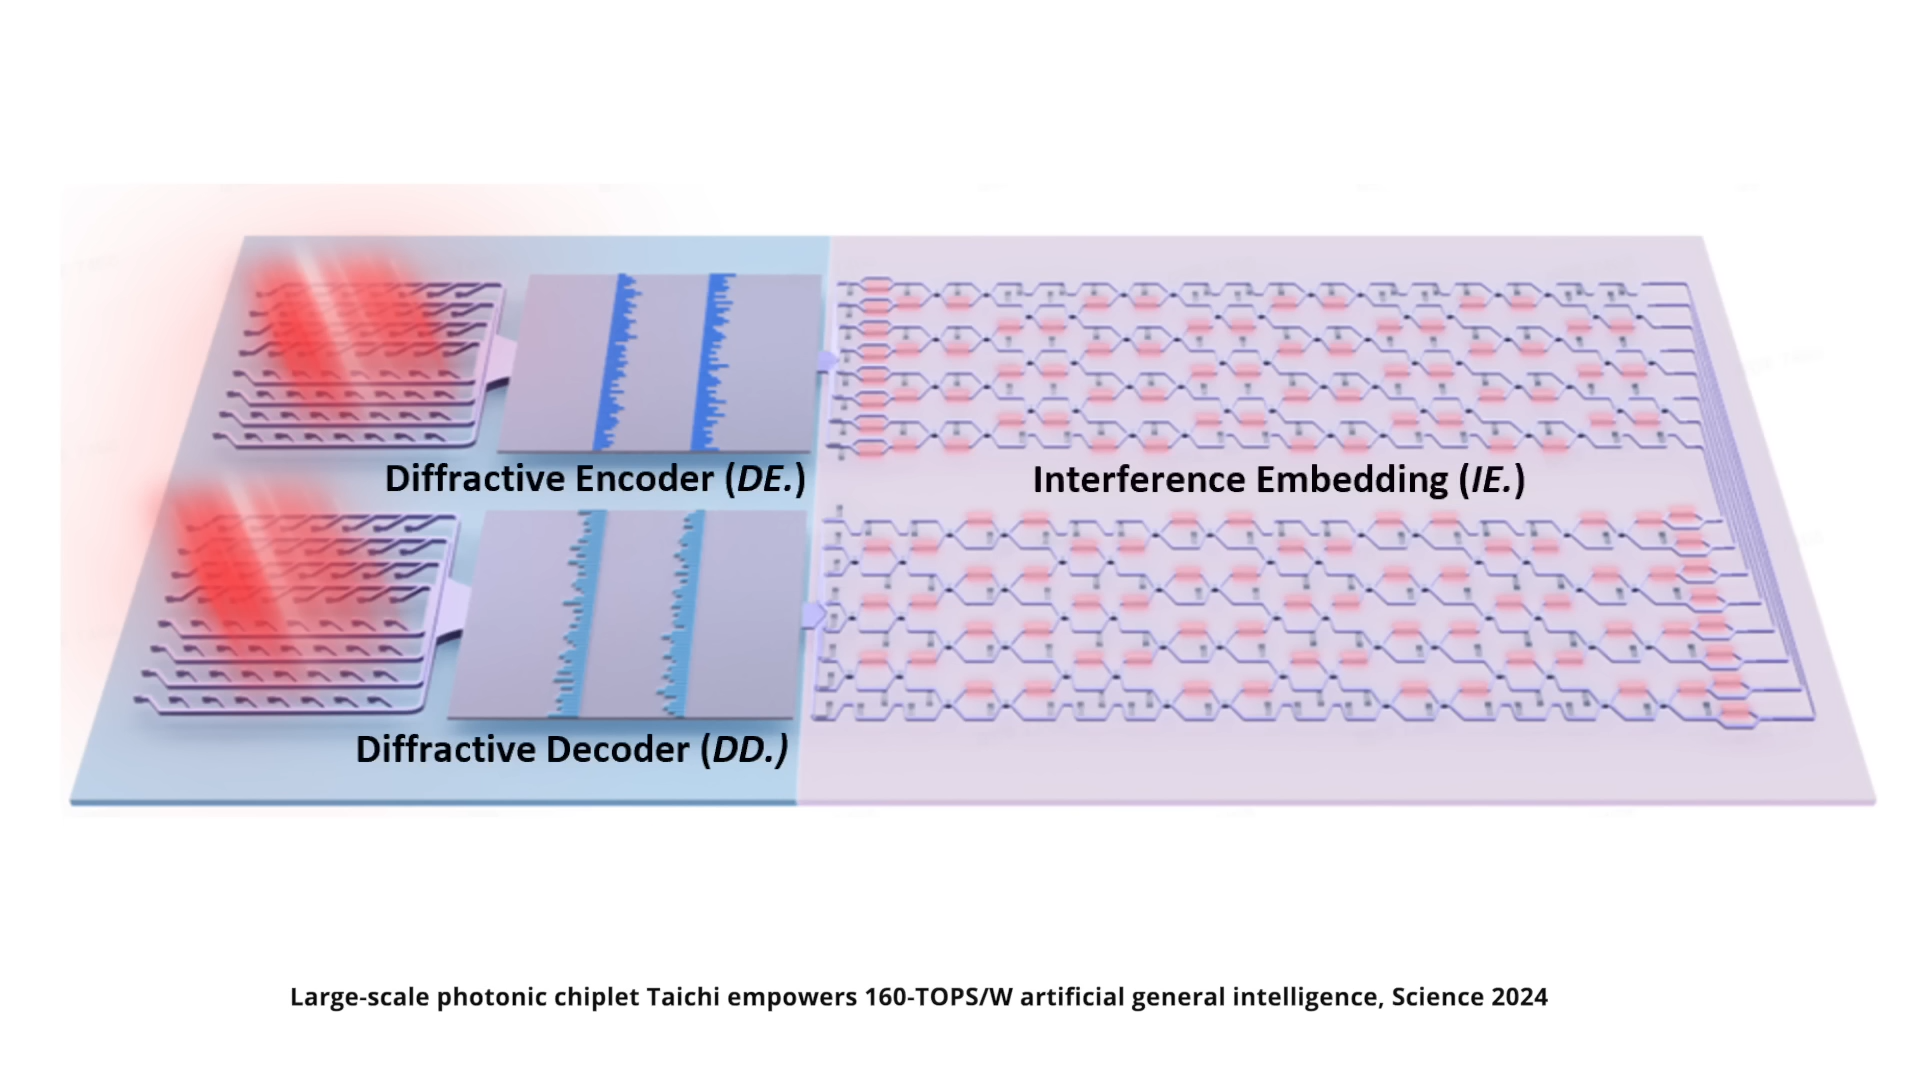 Diffractive Encoder (DE.)
Interference Embedding (IE.)
Diffractive Decoder (DD.)
Large-scale photonic chiplet Taichi empowers 160-TOPS/W artificial general intelligence, Science 2024